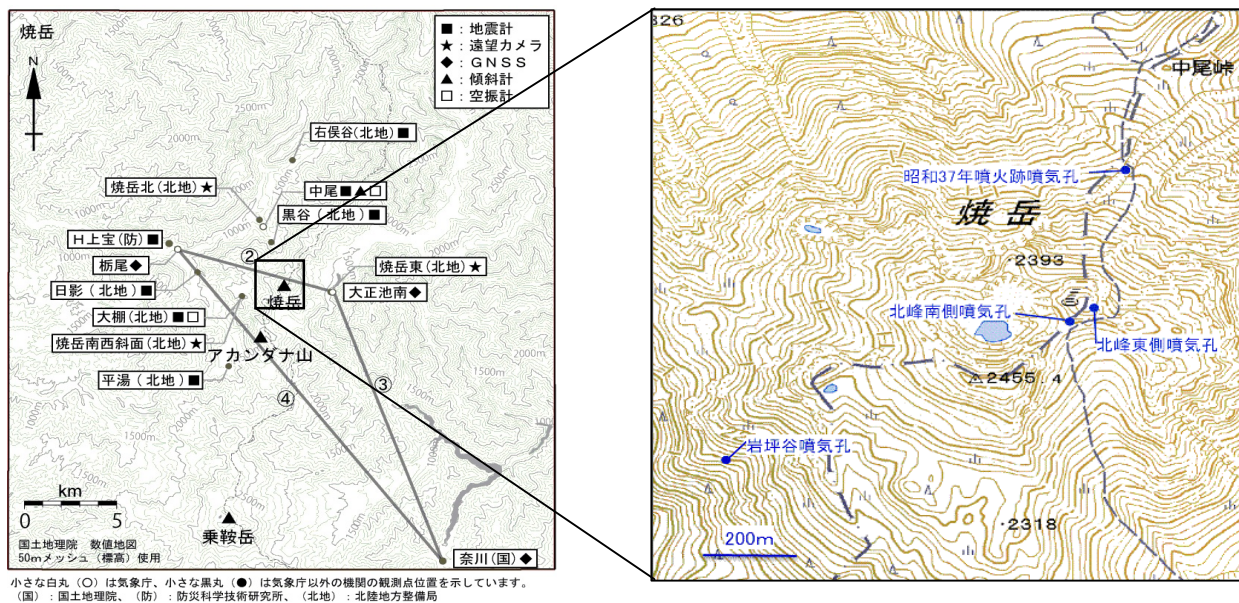 焼岳
N
■：地震計
★：遠望カメラ
◆：ＧＮＳＳ
▲：傾斜計
□：空振計
右俣谷(北地)■
焼岳北(北地)★
中尾■▲□
黒谷(北地)■
Ｈ上宝(防)■
栃尾◆
日影(北地)■
大棚(北地)■□
焼岳南西斜面(北地)★
平湯(北地)■
②
焼岳東(北地)★
大正池南◆
焼岳
アカンダナ山
③
④
乗鞍岳
奈川(国)◆
km
0 5
国土地理院 数値地図
50mメッシュ(標高)使用
小さな白丸（○）は気象庁、小さな黒丸（●）は気象庁以外の機関の観測点位置を示しています。
（国）：国土地理院、（防）：防災科学技術研究所、（北地）：北陸地方整備局
826
中尾峠
昭和37年噴火跡噴気孔
焼岳
・2393
北峰南側噴気孔
北峰東側噴気孔
△2455.4
岩坪谷噴気孔
・2318
200m